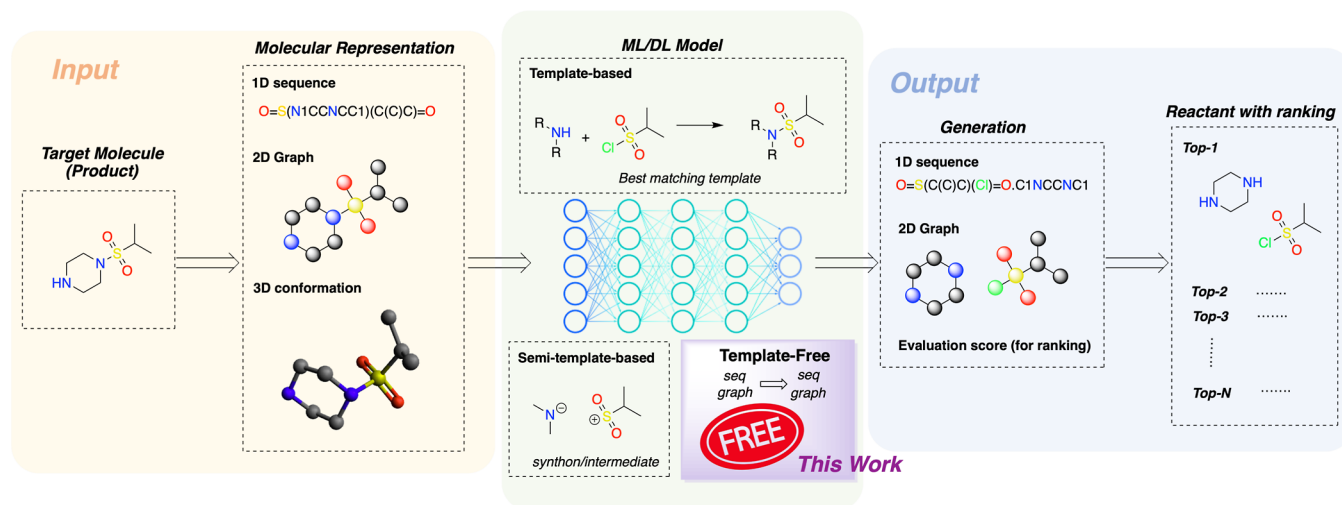 Input
Target Molecule
(Product)
HN
N
S
O
O
Molecular Representation
1D sequence
O=S(N1CCNCC1)(C(C)C)=O
2D Graph
3D conformation
ML/DL Model
Template-based
R
NH
R
+
O
S
Cl
O
R
N
R
O
S
O
Best matching template
Semi-template-based
N
⊖
O
S
⊕
O
synthon/intermediate
Template-Free
seq ⇨ seq
graph graph
FREE
This Work
Output
Generation
1D sequence
O=S(C(C)C)(Cl)=O.C1NCCNC1
2D Graph
Evaluation score (for ranking)
Reactant with ranking
Top-1
NH
HN
O
S
Cl
O
Top-2 .......
Top-3 .......
Top-N .......